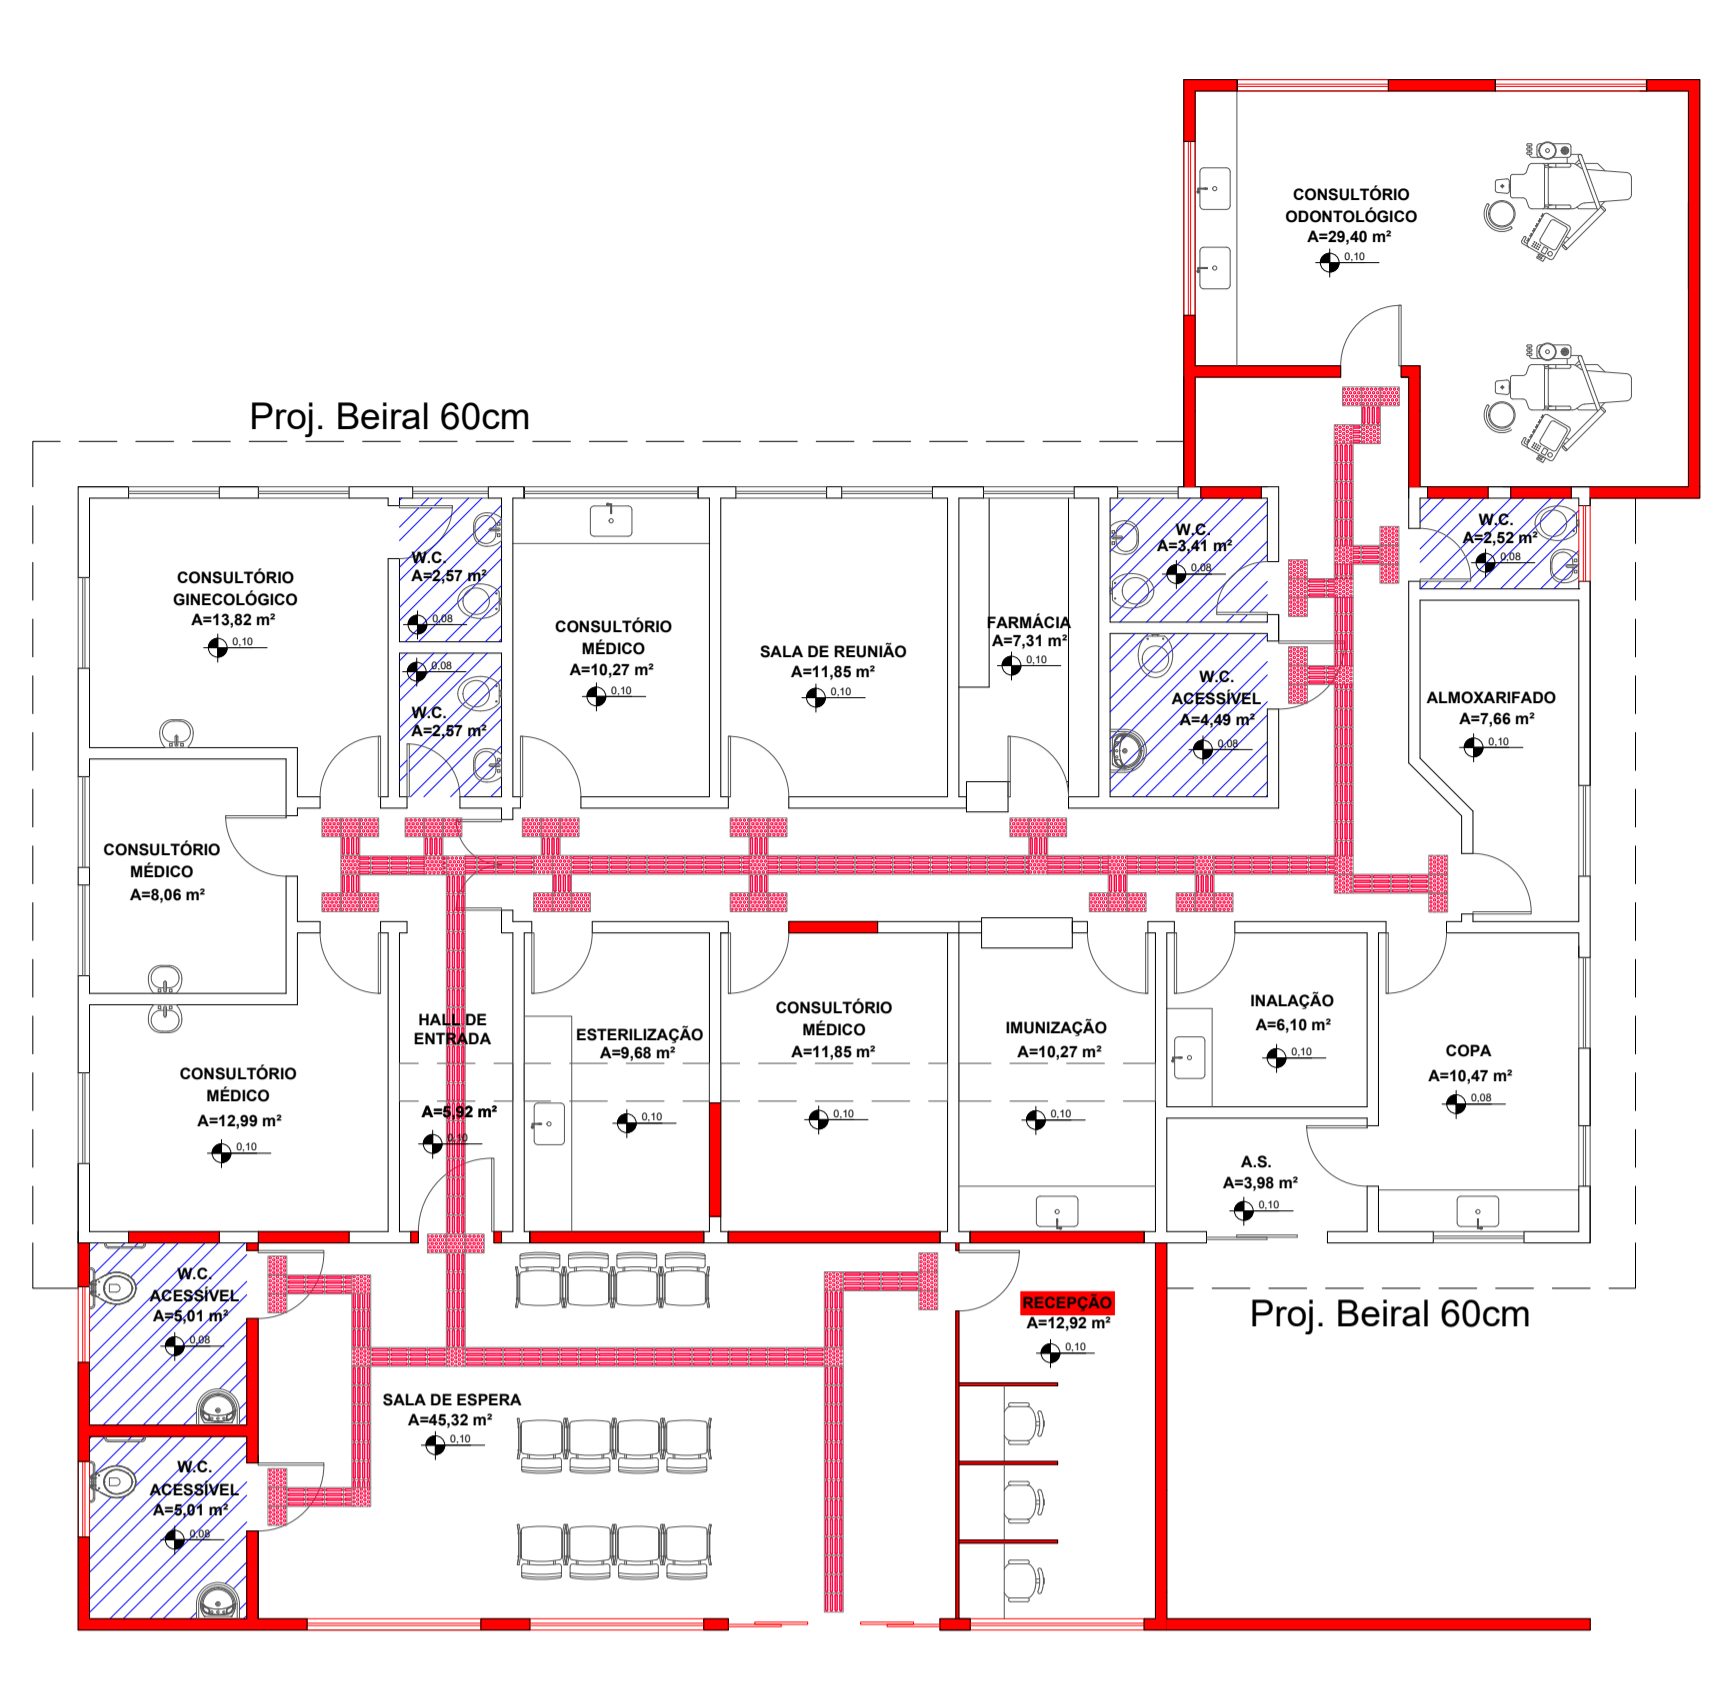 CONSULTÓRIO
ODONTOLÓGICO
A=29,40 m²
0,10
Proj. Beiral 60cm
CONSULTÓRIO
GINECOLÓGICO
A=13,82 m²
0,10
W.C.
A=2,57 m²
0,08
0,08
W.C.
A=2,57 m²
CONSULTÓRIO
MÉDICO
A=10,27 m²
0,10
SALA DE REUNIÃO
A=11,85 m²
0,10
FARMÁCIA
A=7,31 m²
0,10
W.C.
A=3,41 m²
0,08
W.C.
ACESSÍVEL
A=4,49 m²
0,08
W.C.
A=2,52 m²
0,08
ALMOXARIFADO
A=7,66 m²
0,10
CONSULTÓRIO
MÉDICO
A=8,06 m²
CONSULTÓRIO
MÉDICO
A=12,99 m²
0,10
HALL DE
ENTRADA
A=5,92 m²
0,10
ESTERILIZAÇÃO
A=9,68 m²
0,10
CONSULTÓRIO
MÉDICO
A=11,85 m²
0,10
IMUNIZAÇÃO
A=10,27 m²
0,10
INALAÇÃO
A=6,10 m²
0,10
COPA
A=10,47 m²
0,08
A.S.
A=3,98 m²
0,10
W.C.
ACESSÍVEL
A=5,01 m²
0,08
RECEPÇÃO
A=12,92 m²
0,10
Proj. Beiral 60cm
SALA DE ESPERA
A=45,32 m²
0,10
W.C.
ACESSÍVEL
A=5,01 m²
0,08